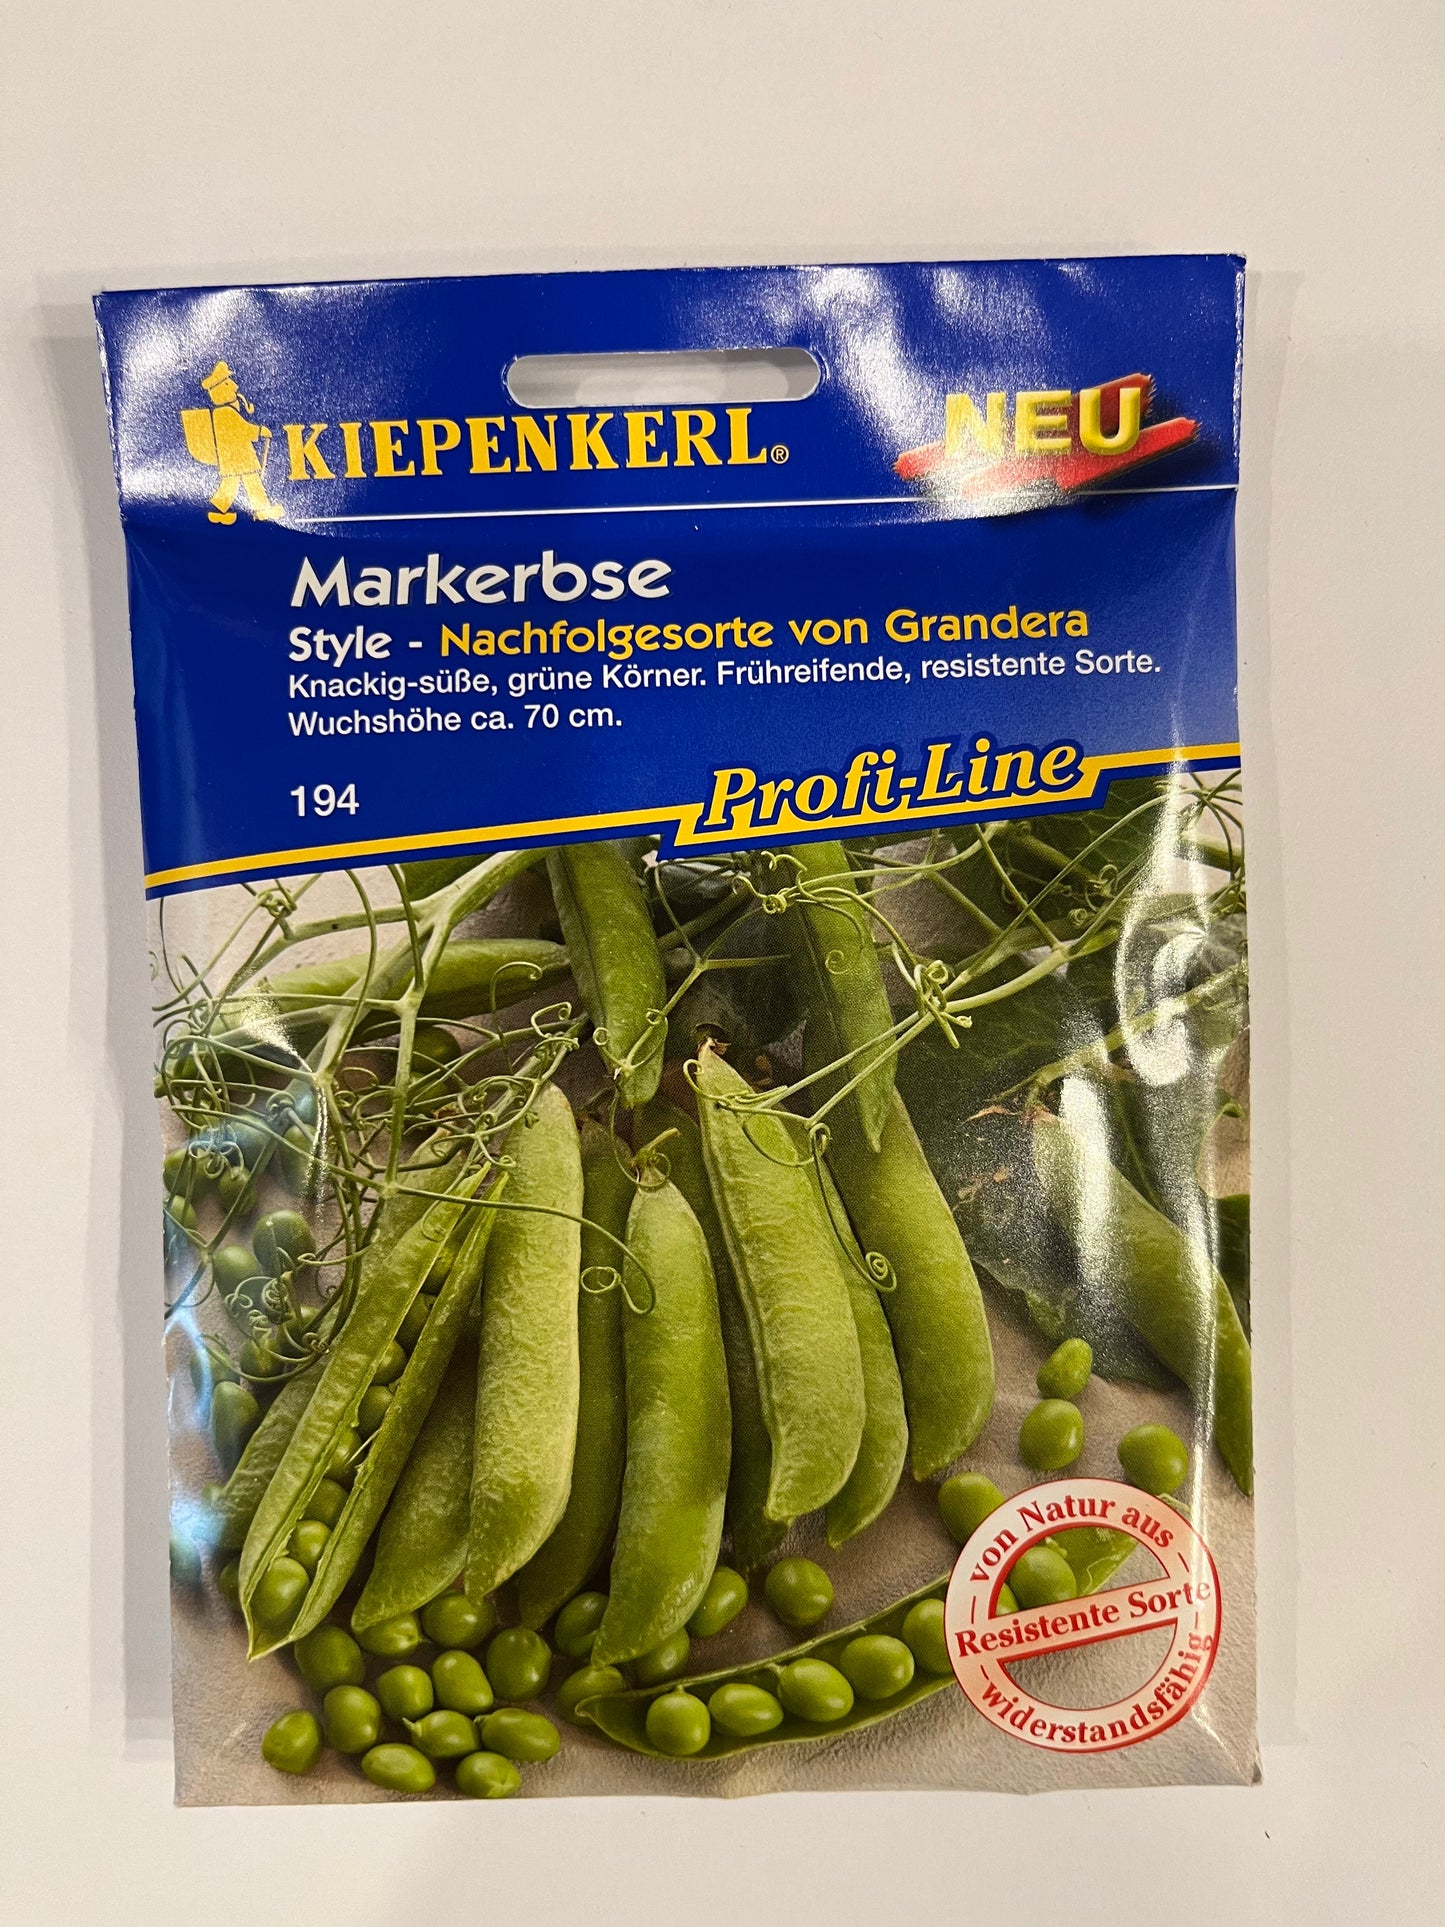 KIEPENKERL®
NEU
Markerbse
Style - Nachfolgesorte von Grandera
Knackig-süße, grüne Körner. Frühreifende, resistente Sorte.
Wuchshöhe ca. 70 cm.
194
Profi-Line
von Natur aus
Resistente Sorte
widerstandsfähig